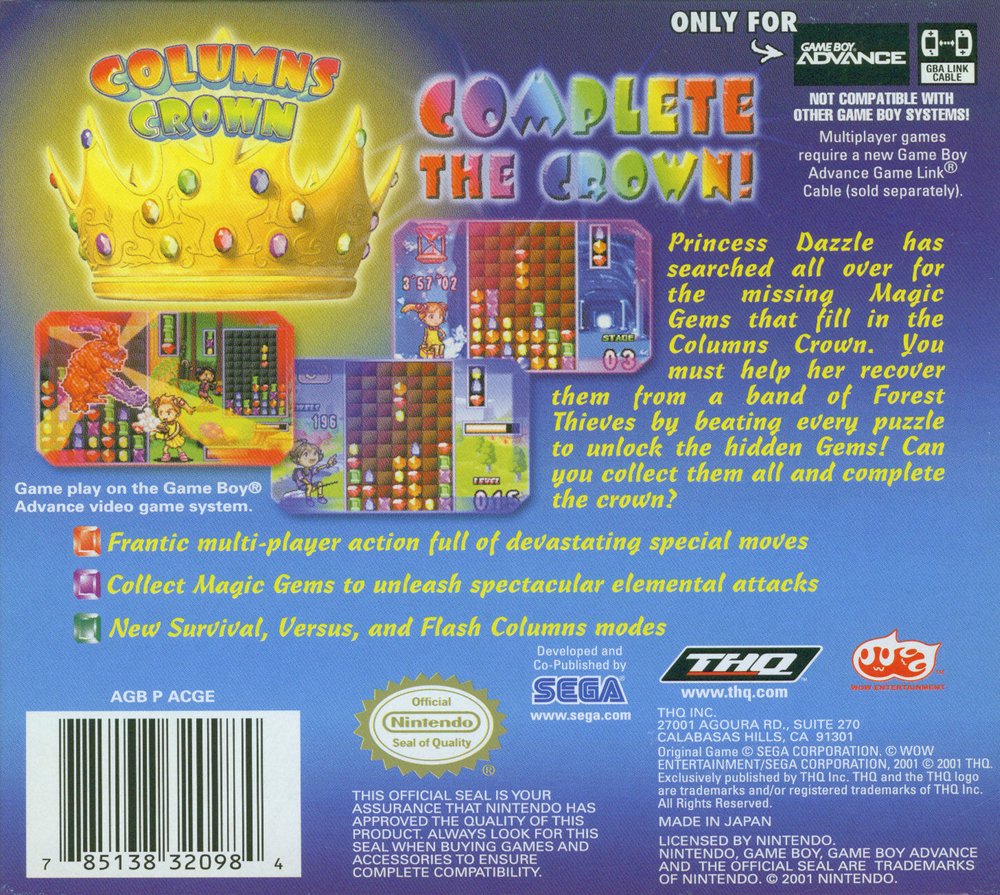 COLUMNS
CROWN
COMPLETE
THE CROWN!
ONLY FOR
GAME BOY
ADVANCE
GBA LINK
CABLE
NOT COMPATIBLE WITH
OTHER GAME BOY SYSTEMS!
Multiplayer games
require a new Game Boy
Advance Game Link®
Cable (sold separately).
3'57"02
STAGE
03
196
LEVEL
016
Princess Dazzle has
searched all over for
the missing Magic
Gems that fill in the
Columns Crown. You
must help her recover
them from a band of Forest
Thieves by beating every puzzle
to unlock the hidden Gems! Can
you collect them all and complete
the crown?
Game play on the Game Boy®
Advance video game system.
Frantic multi-player action full of devastating special moves
Collect Magic Gems to unleash spectacular elemental attacks
New Survival, Versus, and Flash Columns modes
AGB P ACGE
7 85138 32098 4
Official
Nintendo
Seal of Quality
®
THIS OFFICIAL SEAL IS YOUR
ASSURANCE THAT NINTENDO HAS
APPROVED THE QUALITY OF THIS
PRODUCT. ALWAYS LOOK FOR THIS
SEAL WHEN BUYING GAMES AND
ACCESSORIES TO ENSURE
COMPLETE COMPATIBILITY.
Developed and
Co-Published by
SEGA®
www.sega.com
THQ™
www.thq.com
wow
WOW ENTERTAINMENT
THQ INC.
27001 AGOURA RD., SUITE 270
CALABASAS HILLS, CA 91301
Original Game © SEGA CORPORATION. © WOW
ENTERTAINMENT/SEGA CORPORATION, 2001 © 2001 THQ.
Exclusively published by THQ Inc. THQ and the THQ logo
are trademarks and/or registered trademarks of THQ Inc.
All Rights Reserved.
MADE IN JAPAN
LICENSED BY NINTENDO.
NINTENDO, GAME BOY, GAME BOY ADVANCE
AND THE OFFICIAL SEAL ARE TRADEMARKS
OF NINTENDO. © 2001 NINTENDO.